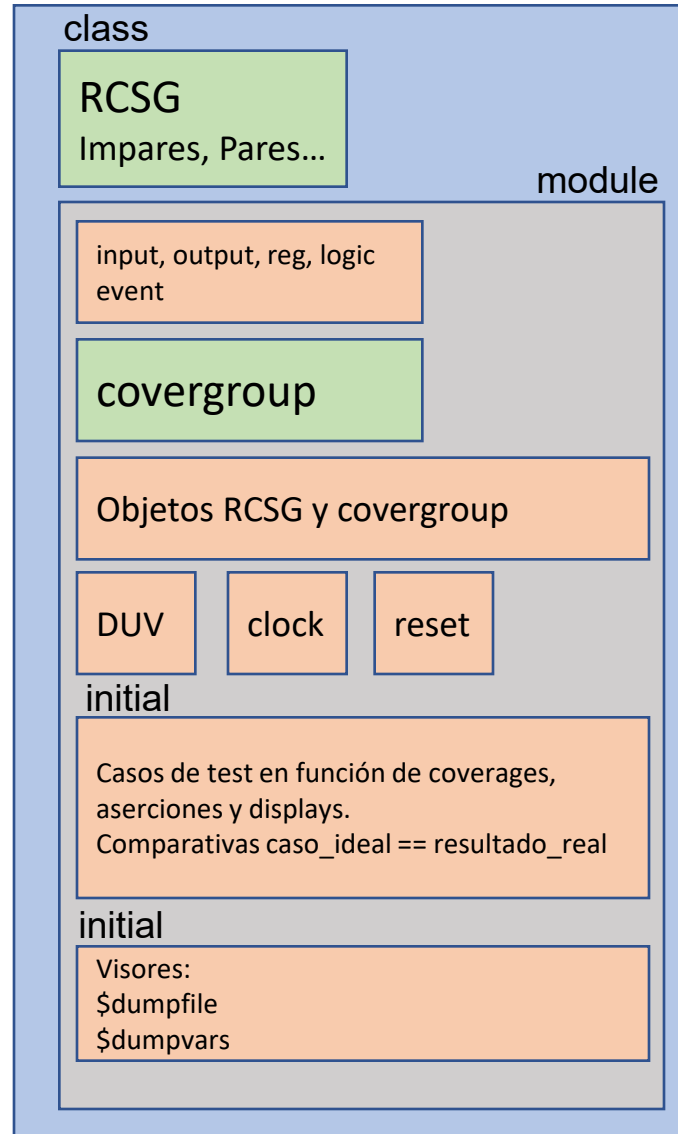 class
RCSG
Impares, Pares...
module
input, output, reg, logic
event
covergroup
Objetos RCSG y covergroup
DUV
clock
reset
initial
Casos de test en función de coverages,
aserciones y displays.
Comparativas caso_ideal == resultado_real
initial
Visores:
$dumpfile
$dumpvars